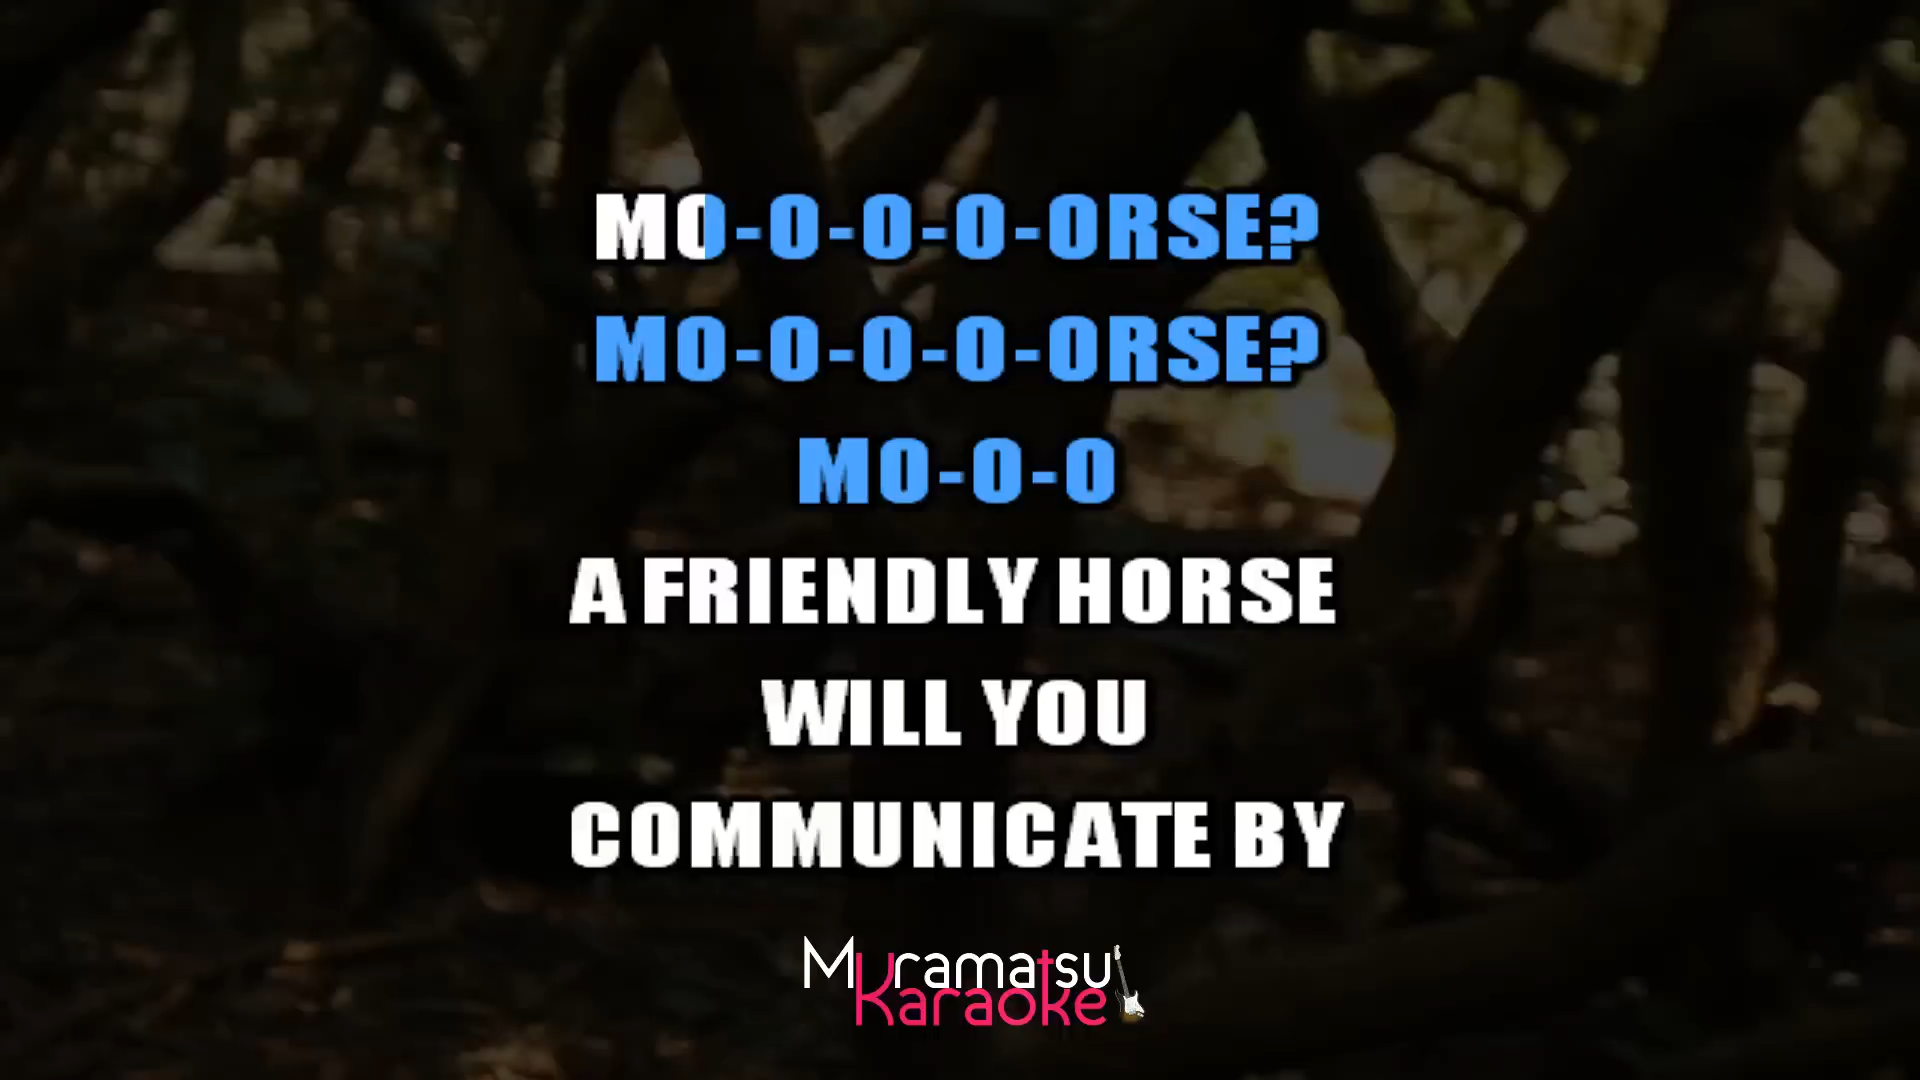 MO-O-O-O-ORSE?
MO-O-O-O-ORSE?
MO-O-O
A FRIENDLY HORSE
WILL YOU
COMMUNICATE BY
Muramatsu
Karaoke